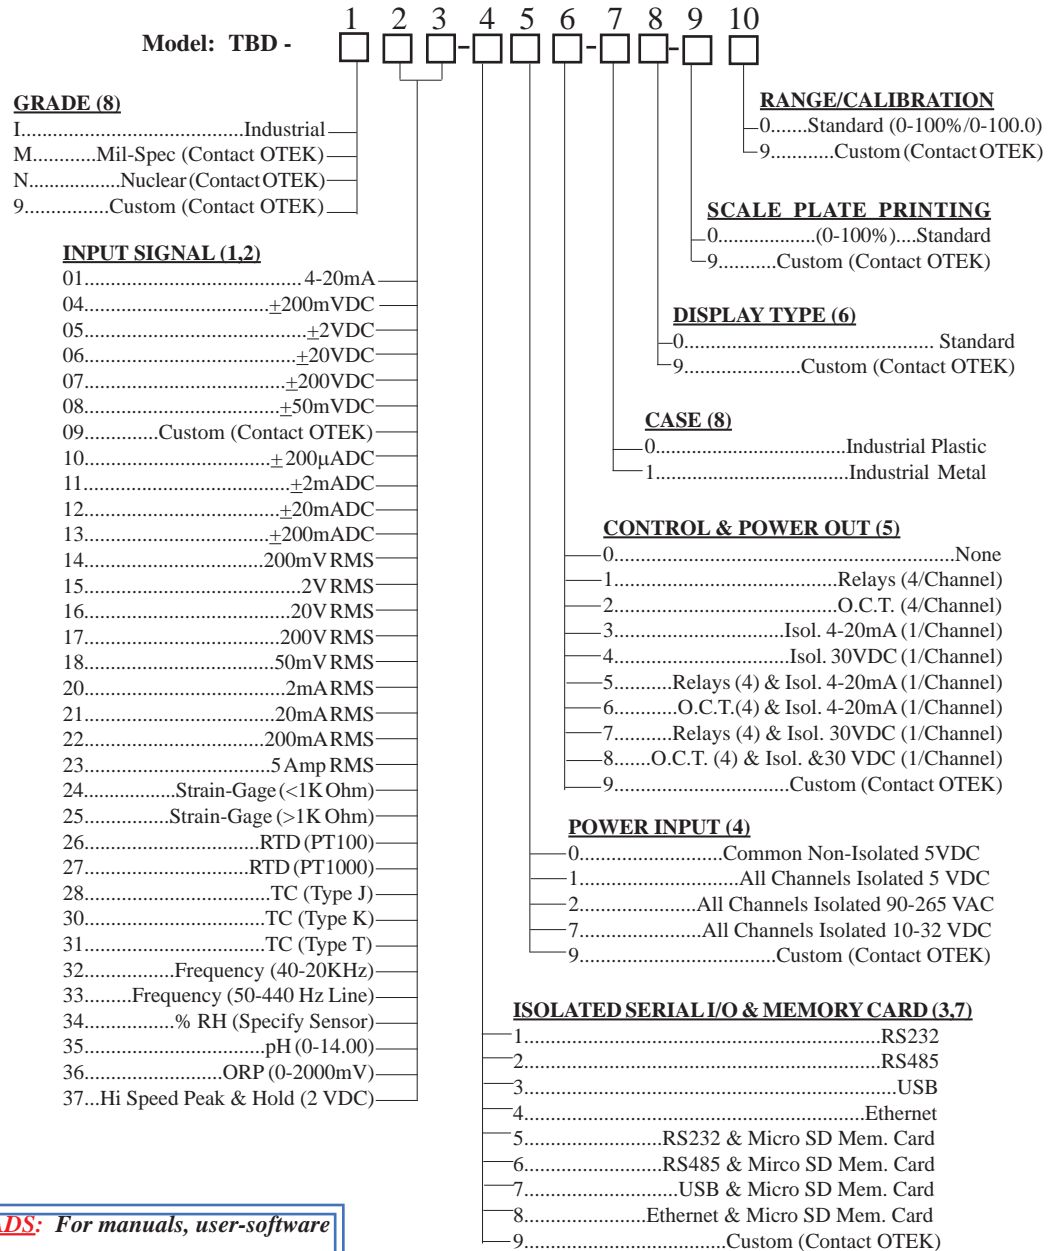 1 2 3 4 5 6 7 8 9 10
Model: TBD - - - -
GRADE (8)
I..........................................Industrial
M............Mil-Spec (Contact OTEK)
N.................Nuclear (Contact OTEK)
9................Custom (Contact OTEK)
INPUT SIGNAL (1,2)
01......................................... 4-20mA
04...................................±200mVDC
05..........................................±2VDC
06........................................±20VDC
07......................................±200VDC
08.....................................±50mVDC
09..............Custom (Contact OTEK)
10...................................±200µADC
11.......................................±2mADC
12.....................................±20mADC
13...................................±200mADC
14..................................200mV RMS
15.........................................2V RMS
16.......................................20V RMS
17.....................................200V RMS
18....................................50mV RMS
20......................................2mA RMS
21....................................20mA RMS
22..................................200mA RMS
23...................................5 Amp RMS
24.................Strain-Gage (<1K Ohm)
25................Strain-Gage (>1K Ohm)
26.................................RTD (PT100)
27...............................RTD (PT1000)
28...................................TC (Type J)
30..................................TC (Type K)
31..................................TC (Type T)
32.................Frequency (40-20KHz)
33.........Frequency (50-440 Hz Line)
34.................% RH (Specify Sensor)
35..................................pH (0-14.00)
36..........................ORP (0-2000mV)
37...Hi Speed Peak & Hold (2 VDC)
RANGE/CALIBRATION
0.......Standard (0-100%/0-100.0)
9............Custom (Contact OTEK)
SCALE PLATE PRINTING
0..................(0-100%)....Standard
9...........Custom (Contact OTEK)
DISPLAY TYPE (6)
0............................................... Standard
9......................Custom (Contact OTEK)
CASE (8)
0....................................Industrial Plastic
1.....................................Industrial Metal
CONTROL & POWER OUT (5)
0.................................................................None
1..........................................Relays (4/Channel)
2..........................................O.C.T. (4/Channel)
3................................Isol. 4-20mA (1/Channel)
4.................................Isol. 30VDC (1/Channel)
5...........Relays (4) & Isol. 4-20mA (1/Channel)
6............O.C.T.(4) & Isol. 4-20mA (1/Channel)
7...........Relays (4) & Isol. 30VDC (1/Channel)
8.......O.C.T. (4) & Isol. &30 VDC (1/Channel)
9.................................Custom (Contact OTEK)
POWER INPUT (4)
0...........................Common Non-Isolated 5VDC
1..............................All Channels Isolated 5 VDC
2......................All Channels Isolated 90-265 VAC
7.......................All Channels Isolated 10-32 VDC
9.....................................Custom (Contact OTEK)
ISOLATED SERIAL I/O & MEMORY CARD (3,7)
1...................................................................RS232
2...................................................................RS485
3......................................................................USB
4................................................................Ethernet
5..........................RS232 & Micro SD Mem. Card
6..........................RS485 & Mirco SD Mem. Card
7.............................USB & Micro SD Mem. Card
8.......................Ethernet & Micro SD Mem. Card
9......................................Custom (Contact OTEK)
ADS: For manuals, user-software